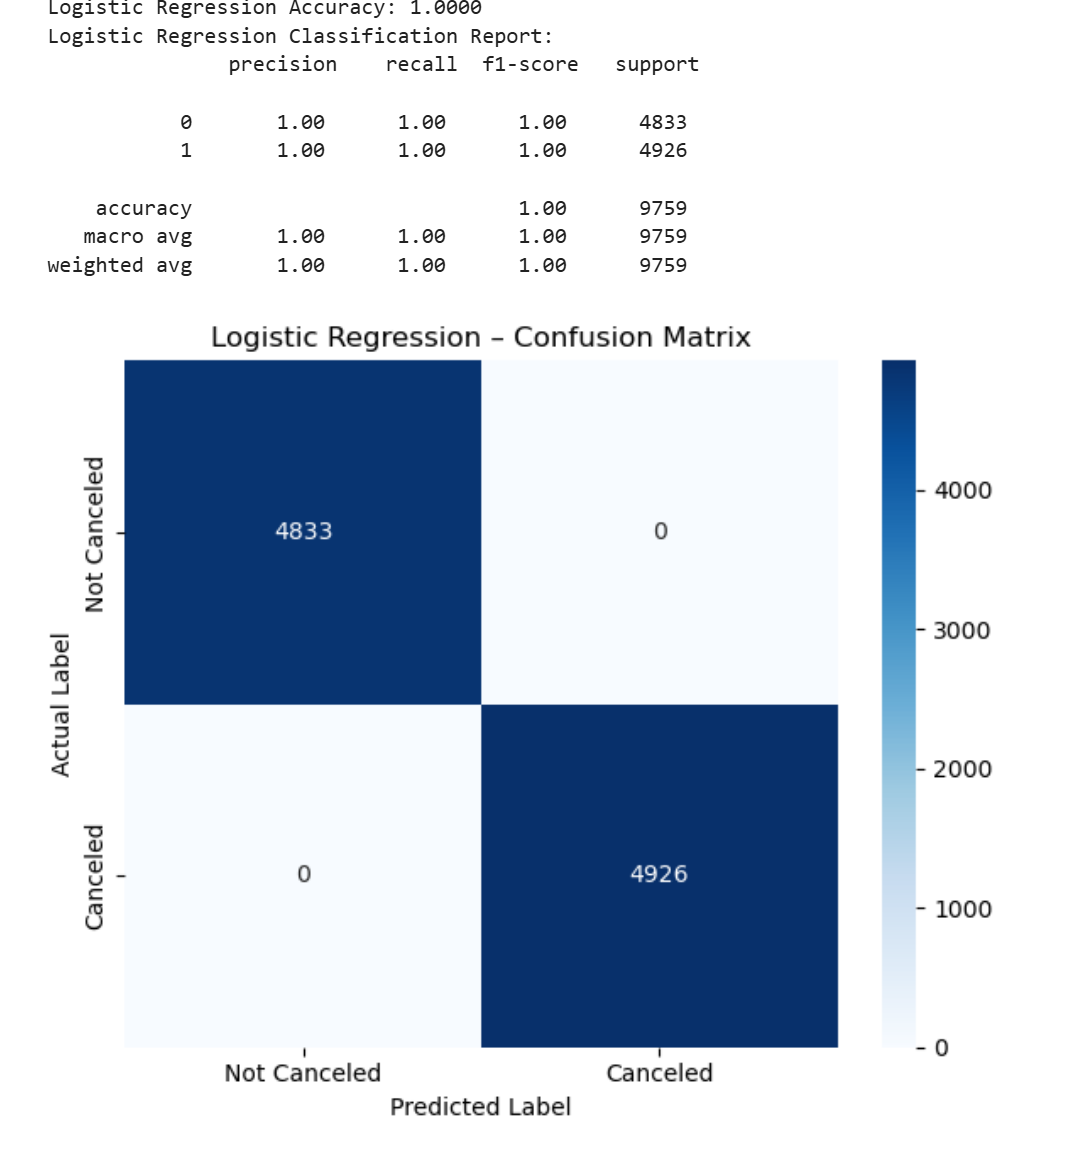 Logistic Regression Accuracy: 1.0000
Logistic Regression Classification Report:
precision recall f1-score support
0 1.00 1.00 1.00 4833
1 1.00 1.00 1.00 4926
accuracy 1.00 9759
macro avg 1.00 1.00 1.00 9759
weighted avg 1.00 1.00 1.00 9759
Logistic Regression – Confusion Matrix
Actual Label
Not Canceled
Canceled
4833
0
0
4926
Not Canceled
Canceled
Predicted Label
4000
3000
2000
1000
0